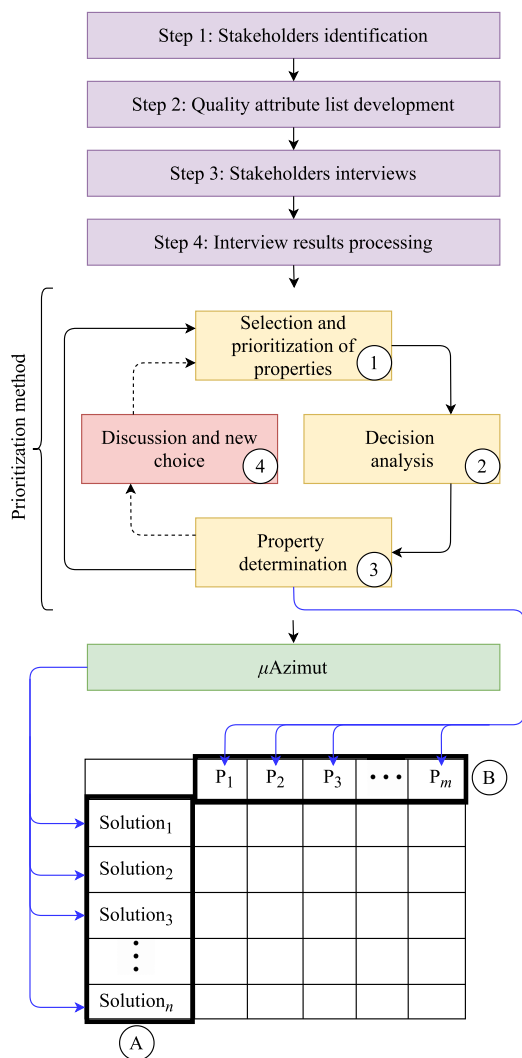 Step 1: Stakeholders identification
Step 2: Quality attribute list development
Step 3: Stakeholders interviews
Step 4: Interview results processing
Prioritization method
Selection and
prioritization of
properties
1
Discussion and new
choice
4
Decision
analysis
2
Property
determination
3
μAzimut
P₁ P₂ P₃ ••• Pₘ
B
Solution₁
Solution₂
Solution₃
⋮
Solutionₙ
A